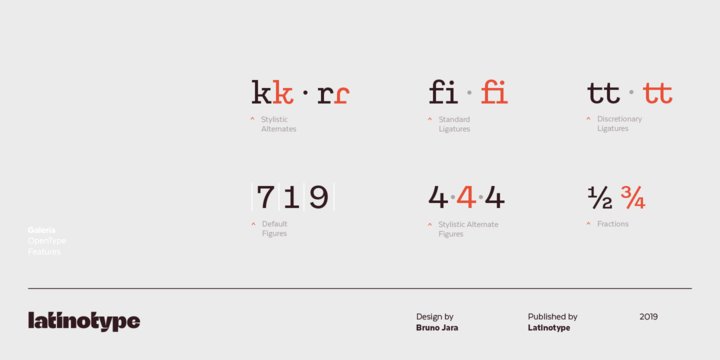 kk · rr
Stylistic
Alternates
fi · fi
Standard
Ligatures
tt · tt
Discretionary
Ligatures
719
Default
Figures
4·4·4
Stylistic Alternate
Figures
½ ¾
Fractions
OpenType
Features
latinotype
Design by
Bruno Jara
Published by
Latinotype
2019